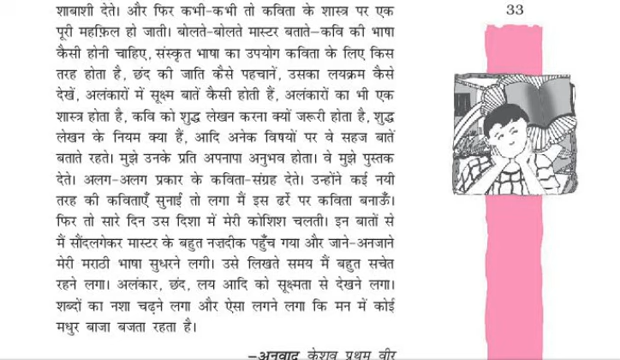 शाबाशी देते। और फिर कभी-कभी तो कविता के शास्त्र पर एक
पूरी महफ़िल हो जाती। बोलते-बोलते मास्टर बताते—कवि की भाषा
कैसी होनी चाहिए, संस्कृत भाषा का उपयोग कविता के लिए किस
तरह होता है, छंद की जाति कैसे पहचानें, उसका लयक्रम कैसे
देखें, अलंकारों में सूक्ष्म बातें कैसी होती हैं, अलंकारों का भी एक
शास्त्र होता है, कवि को शुद्ध लेखन करना क्यों जरूरी होता है, शुद्ध
लेखन के नियम क्या हैं, आदि अनेक विषयों पर वे सहज बातें
बताते रहते। मुझे उनके प्रति अपनापा अनुभव होता। वे मुझे पुस्तक
देते। अलग-अलग प्रकार के कविता-संग्रह देते। उन्होंने कई नयी
तरह की कविताएँ सुनाईं तो लगा मैं इस ढर्रे पर कविता बनाऊँ।
फिर तो सारे दिन उस दिशा में मेरी कोशिश चलती। इन बातों से
मैं सौंदलगेकर मास्टर के बहुत नज़दीक पहुँच गया और जाने-अनजाने
मेरी मराठी भाषा सुधरने लगी। उसे लिखते समय मैं बहुत सचेत
रहने लगा। अलंकार, छंद, लय आदि को सूक्ष्मता से देखने लगा।
शब्दों का नशा चढ़ने लगा और ऐसा लगने लगा कि मन में कोई
मधुर बाजा बजता रहता है।
—अनुवाद केशव प्रथम वीर
33